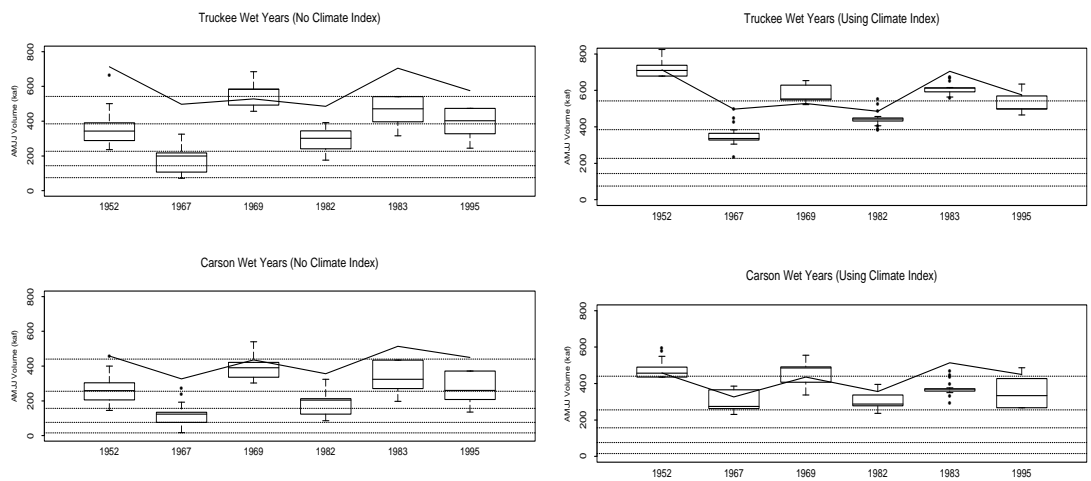 Truckee Wet Years (No Climate Index)
AMJJ Volume (kaf)
0 200 400 600 800
1952 1967 1969 1982 1983 1995
Truckee Wet Years (Using Climate Index)
AMJJ Volume (kaf)
0 200 400 600 800
1952 1967 1969 1982 1983 1995
Carson Wet Years (No Climate Index)
AMJJ Volume (kaf)
0 200 400 600 800
1952 1967 1969 1982 1983 1995
Carson Wet Years (Using Climate Index)
AMJJ Volume (kaf)
0 200 400 600 800
1952 1967 1969 1982 1983 1995